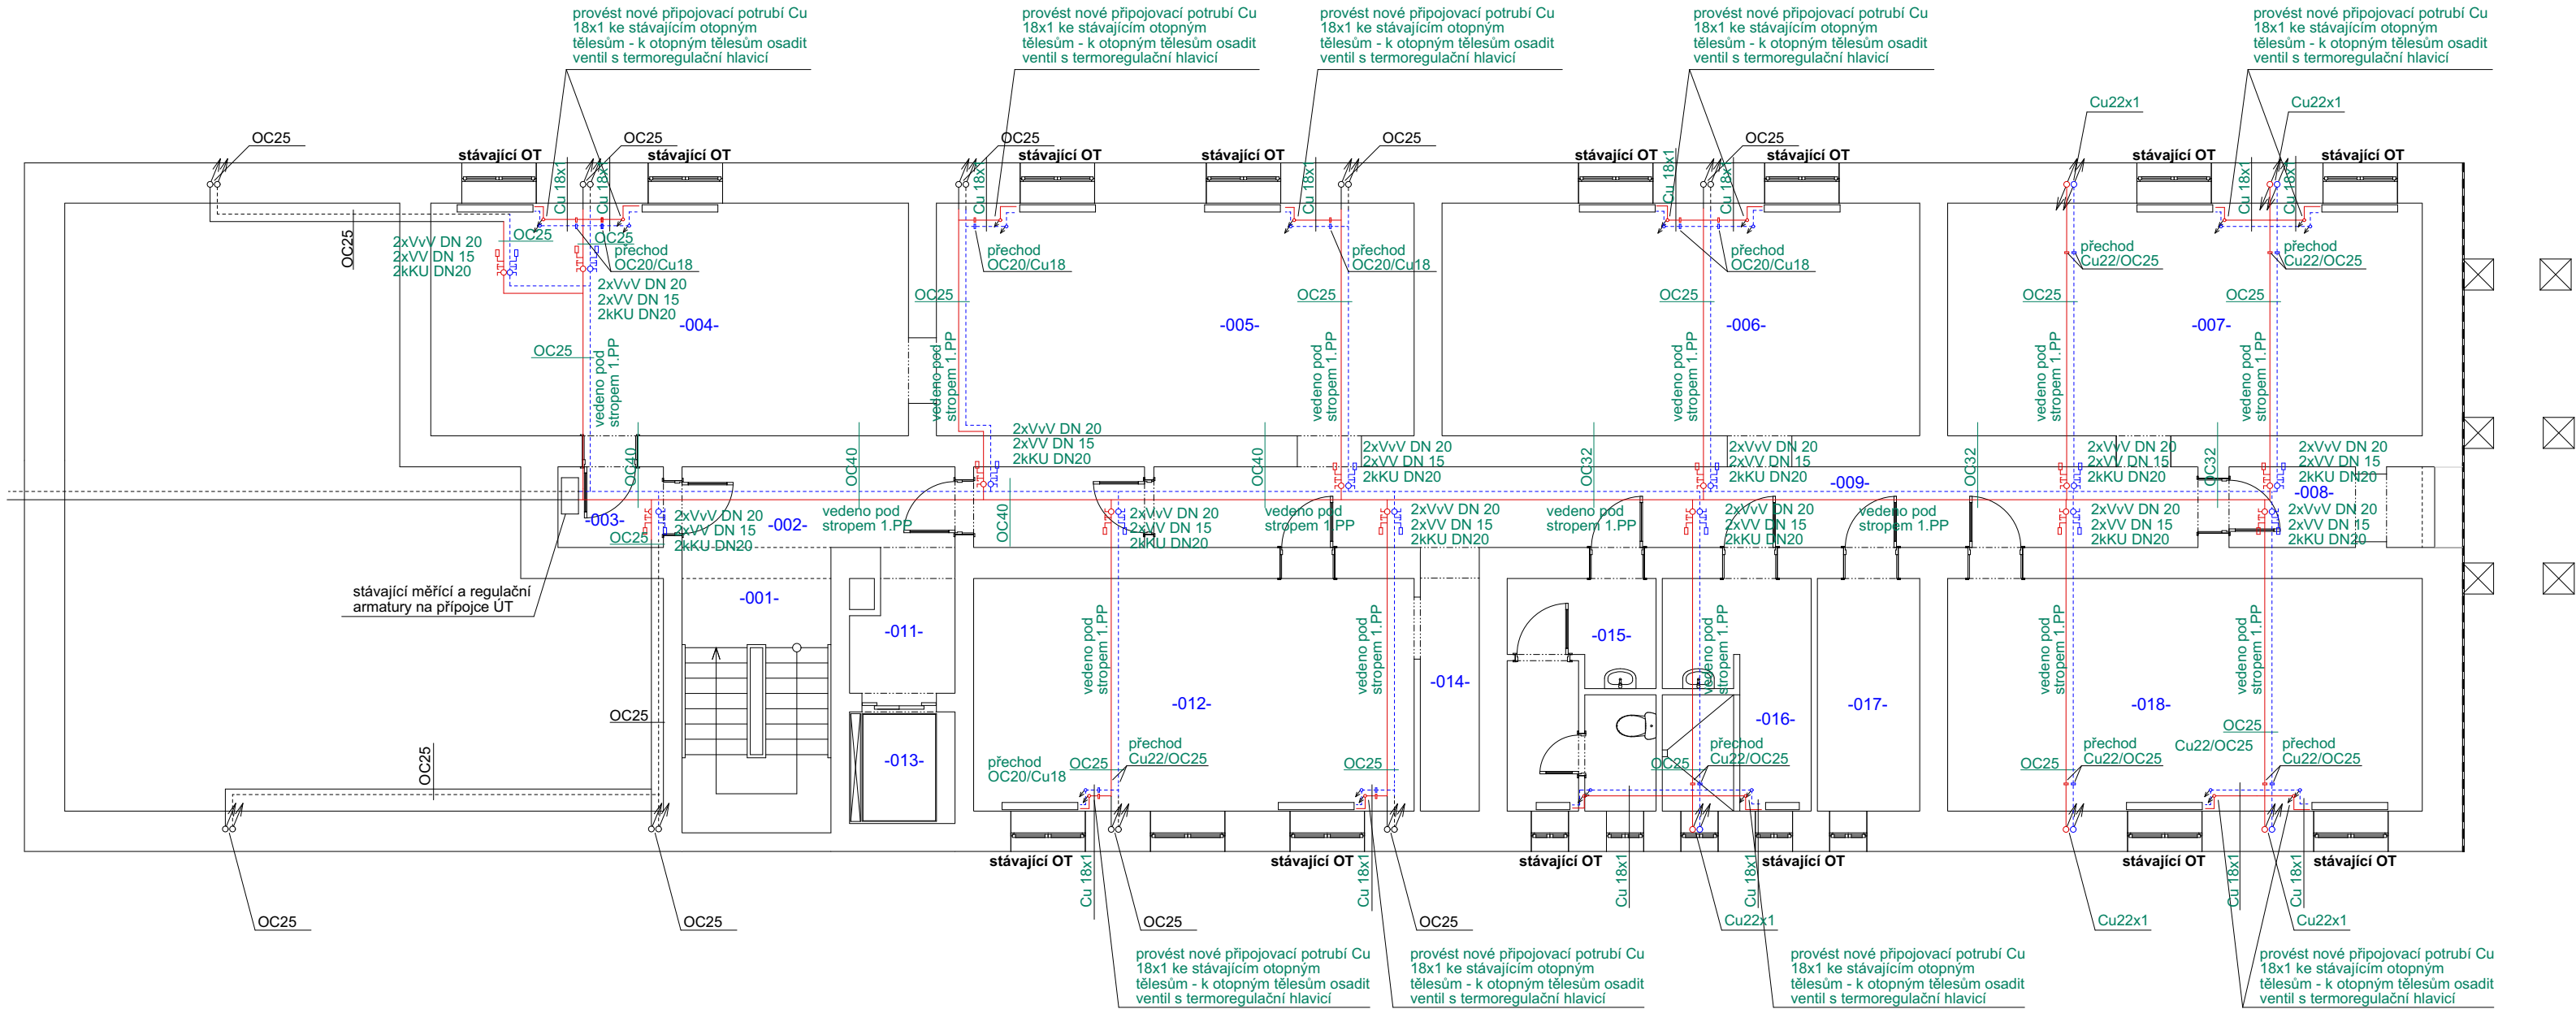 provést nové připojovací potrubí Cu
18x1 ke stávajícím otopným
tělesům - k otopným tělesům osadit
ventil s termoregulační hlavicí
provést nové připojovací potrubí Cu
18x1 ke stávajícím otopným
tělesům - k otopným tělesům osadit
ventil s termoregulační hlavicí
provést nové připojovací potrubí Cu
18x1 ke stávajícím otopným
tělesům - k otopným tělesům osadit
ventil s termoregulační hlavicí
provést nové připojovací potrubí Cu
18x1 ke stávajícím otopným
tělesům - k otopným tělesům osadit
ventil s termoregulační hlavicí
provést nové připojovací potrubí Cu
18x1 ke stávajícím otopným
tělesům - k otopným tělesům osadit
ventil s termoregulační hlavicí
Cu22x1
Cu22x1
OC25
OC25
OC25
OC25
OC25
stávající OT
stávající OT
stávající OT
stávající OT
stávající OT
stávající OT
stávající OT
stávající OT
Cu 18x1
Cu 18x1
Cu 18x1
Cu 18x1
Cu 18x1
Cu 18x1
Cu 18x1
Cu 18x1
OC25
2xVvV DN 20
2xVV DN 15
2kKU DN20
OC25
OC25
přechod
OC20/Cu18
přechod
OC20/Cu18
přechod
OC20/Cu18
přechod
OC20/Cu18
přechod
Cu22/OC25
přechod
Cu22/OC25
2xVvV DN 20
2xVV DN 15
2kKU DN20
OC25
OC25
OC25
OC25
OC25
-004-
-005-
-006-
-007-
OC25
vedeno pod
stropem 1.PP
vedeno pod
stropem 1.PP
vedeno pod
stropem 1.PP
vedeno pod
stropem 1.PP
vedeno pod
stropem 1.PP
vedeno pod
stropem 1.PP
OC40
OC40
OC40
OC32
OC32
OC32
2xVvV DN 20
2xVV DN 15
2kKU DN20
2xVvV DN 20
2xVV DN 15
2kKU DN20
2xVvV DN 20
2xVV DN 15
2kKU DN20
2xVvV DN 20
2xVV DN 15
2kKU DN20
2xVvV DN 20
2xVV DN 15
2kKU DN20
-009-
-008-
-003-
-002-
OC25
2xVvV DN 20
2xVV DN 15
2kKU DN20
vedeno pod
stropem 1.PP
OC40
2xVvV DN 20
2xVV DN 15
2kKU DN20
vedeno pod
stropem 1.PP
2xVvV DN 20
2xVV DN 15
2kKU DN20
vedeno pod
stropem 1.PP
2xVvV DN 20
2xVV DN 15
2kKU DN20
vedeno pod
stropem 1.PP
2xVvV DN 20
2xVV DN 15
2kKU DN20
2xVvV DN 20
2xVV DN 15
2kKU DN20
stávající měřící a regulační
armatury na přípojce ÚT
-001-
-011-
-015-
vedeno pod
stropem 1.PP
vedeno pod
stropem 1.PP
vedeno pod
stropem 1.PP
vedeno pod
stropem 1.PP
vedeno pod
stropem 1.PP
-014-
-012-
-016-
-017-
-018-
OC25
OC25
-013-
přechod
OC20/Cu18
OC25
přechod
Cu22/OC25
OC25
OC25
přechod
Cu22/OC25
OC25
přechod
Cu22/OC25
Cu22/OC25
OC25
přechod
Cu22/OC25
stávající OT
stávající OT
stávající OT
stávající OT
stávající OT
stávající OT
Cu 18x1
Cu 18x1
Cu 18x1
Cu 18x1
Cu 18x1
Cu 18x1
OC25
OC25
OC25
OC25
Cu22x1
Cu22x1
Cu22x1
provést nové připojovací potrubí Cu
18x1 ke stávajícím otopným
tělesům - k otopným tělesům osadit
ventil s termoregulační hlavicí
provést nové připojovací potrubí Cu
18x1 ke stávajícím otopným
tělesům - k otopným tělesům osadit
ventil s termoregulační hlavicí
provést nové připojovací potrubí Cu
18x1 ke stávajícím otopným
tělesům - k otopným tělesům osadit
ventil s termoregulační hlavicí
provést nové připojovací potrubí Cu
18x1 ke stávajícím otopným
tělesům - k otopným tělesům osadit
ventil s termoregulační hlavicí